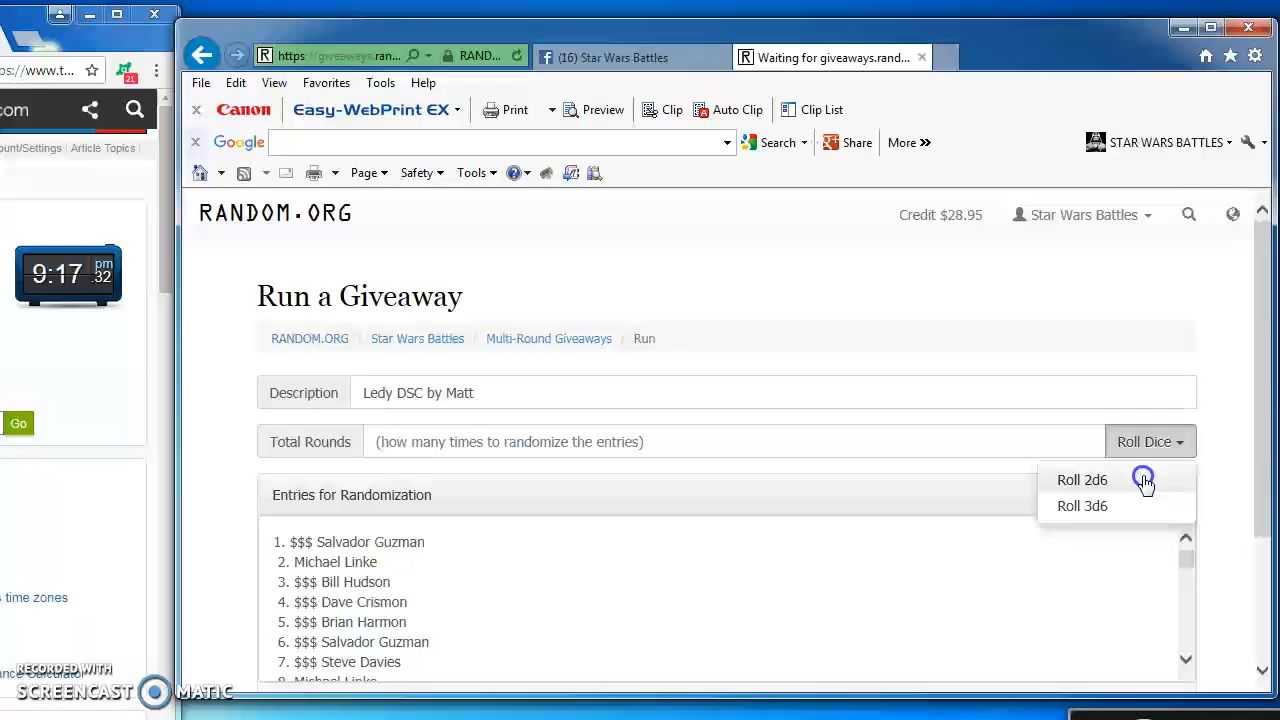 https://giveaways.ran... RAND... (16) Star Wars Battles Waiting for giveaways.rand...
ps://www.t...
21
File Edit View Favorites Tools Help
com
Canon Easy-WebPrint EX Print Preview Clip Auto Clip Clip List
Google Search Share More » STAR WARS BATTLES
ount/Settings Article Topics
Page Safety Tools
RANDOM.ORG Credit $28.95 Star Wars Battles
9:17 pm .32
Run a Giveaway
RANDOM.ORG / Star Wars Battles / Multi-Round Giveaways / Run
Description Ledy DSC by Matt
Go
Total Rounds (how many times to randomize the entries) Roll Dice
Roll 2d6
Roll 3d6
Entries for Randomization
1. $$$ Salvador Guzman
2. Michael Linke
3. $$$ Bill Hudson
4. $$$ Dave Crismon
5. $$$ Brian Harmon
6. $$$ Salvador Guzman
7. $$$ Steve Davies
8. Michael Linke
s time zones
RECORDED WITH
SCREENCAST MATIC